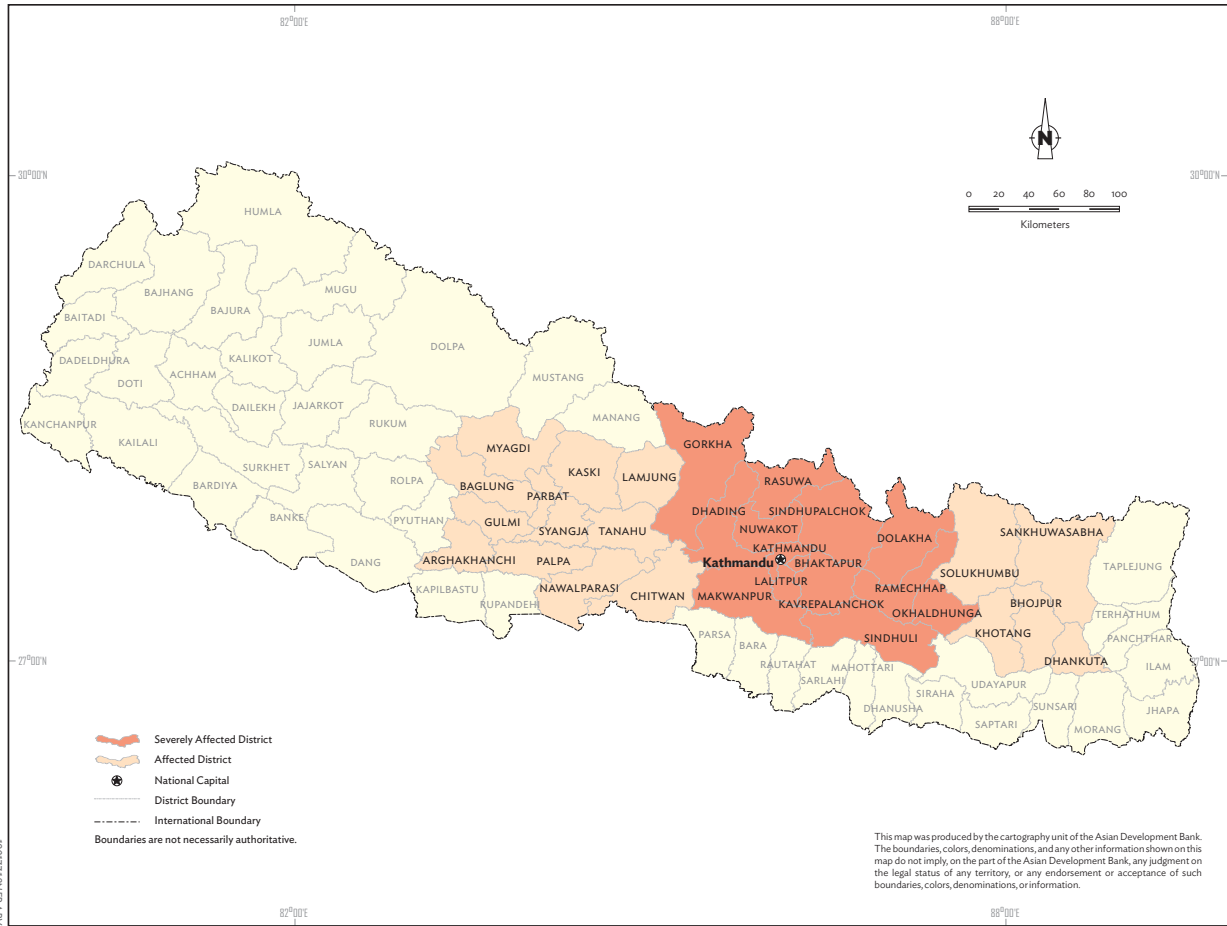 82°00'E
88°00'E
N
30°00'N
30°00'N
0 20 40 60 80 100
Kilometers
HUMLA
DARCHULA
BAJHANG
MUGU
BAJURA
BAITADI
JUMLA
DOLPA
KALIKOT
DADELDHURA
ACHHAM
DOTI
MUSTANG
DAILEKH
JAJARKOT
MANANG
RUKUM
KANCHANPUR
KAILALI
GORKHA
MYAGDI
SURKHET
SALYAN
KASKI
LAMJUNG
ROLPA
RASUWA
BARDIYA
BAGLUNG
PARBAT
DHADING
SINDHUPALCHOK
BANKE
PYUTHAN
GULMI
SYANGJA
TANAHU
NUWAKOT
DOLAKHA
SANKHUWASABHA
KATHMANDU
DANG
ARGHAKHANCHI
PALPA
Kathmandu
BHAKTAPUR
TAPLEJUNG
SOLUKHUMBU
LALITPUR
KAPILBASTU
NAWALPARASI
CHITWAN
MAKWANPUR
RAMECHHAP
RUPANDEHI
KAVREPALANCHOK
BHOJPUR
OKHALDHUNGA
TERHATHUM
PARSA
SINDHULI
KHOTANG
PANCHTHAR
BARA
DHANKUTA
27°00'N
RAUTAHAT
MAHOTTARI
ILAM
SARLAHI
UDAYAPUR
SIRAHA
DHANUSHA
SUNSARI
JHAPA
SAPTARI
MORANG
Severely Affected District
Affected District
National Capital
District Boundary
International Boundary
Boundaries are not necessarily authoritative.
This map was produced by the cartography unit of the Asian Development Bank.
The boundaries, colors, denominations, and any other information shown on this
map do not imply, on the part of the Asian Development Bank, any judgment on
the legal status of any territory, or any endorsement or acceptance of such
boundaries, colors, denominations, or information.
82°00'E
88°00'E